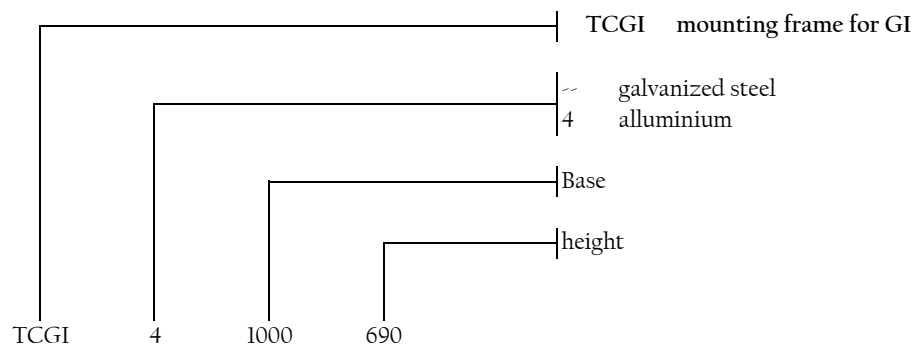 TCGI mounting frame for GI
-- galvanized steel
4 alluminium
Base
height
TCGI 4 1000 690